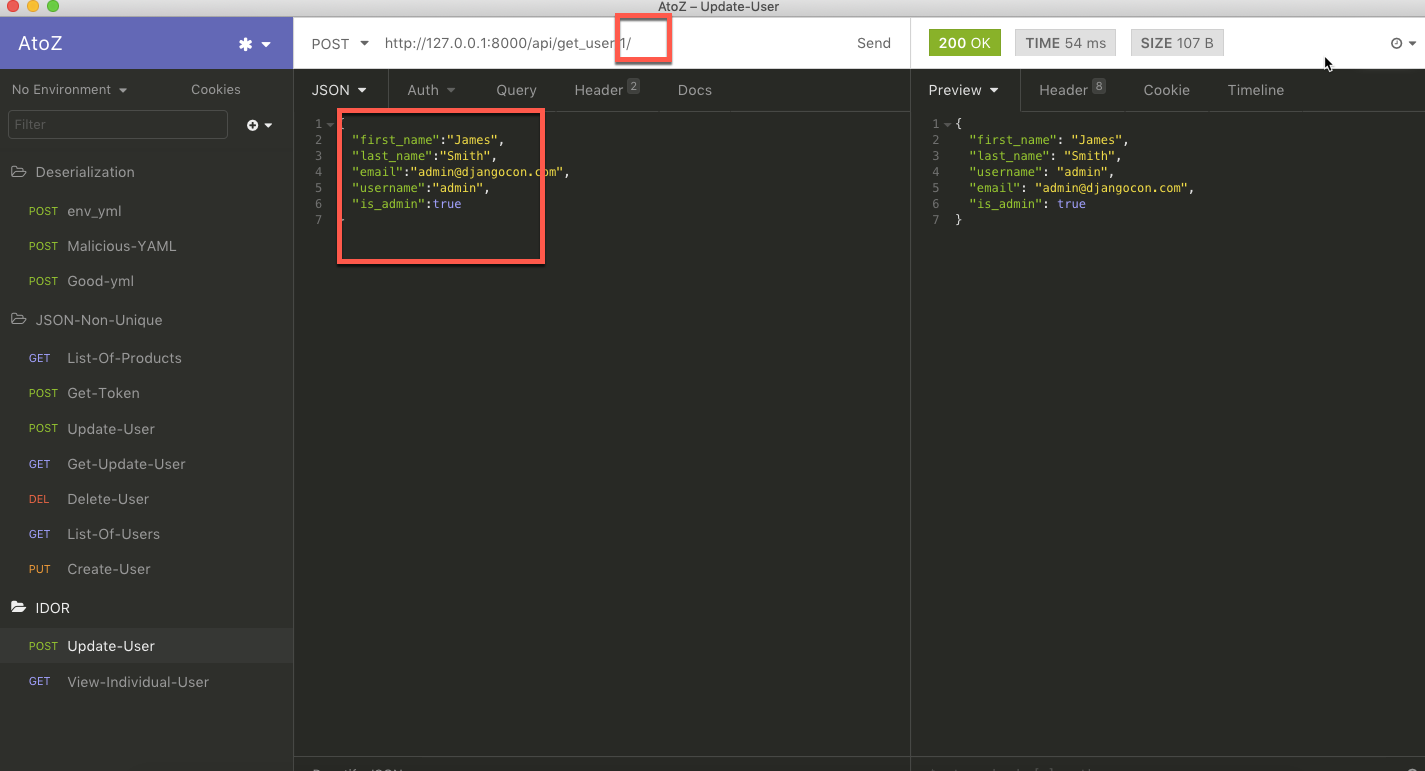 AtoZ – Update-User
AtoZ
POST http://127.0.0.1:8000/api/get_user/1/ Send
200 OK TIME 54 ms SIZE 107 B
No Environment Cookies
JSON Auth Query Header 2 Docs
Preview Header 8 Cookie Timeline
Filter
Deserialization
POST env_yml
POST Malicious-YAML
POST Good-yml
JSON-Non-Unique
GET List-Of-Products
POST Get-Token
POST Update-User
GET Get-Update-User
DEL Delete-User
GET List-Of-Users
PUT Create-User
IDOR
POST Update-User
GET View-Individual-User
1 {
2 "first_name":"James",
3 "last_name":"Smith",
4 "email":"admin@djangocon.com",
5 "username":"admin",
6 "is_admin":true
7 }
1 {
2 "first_name": "James",
3 "last_name": "Smith",
4 "username": "admin",
5 "email": "admin@djangocon.com",
6 "is_admin": true
7 }